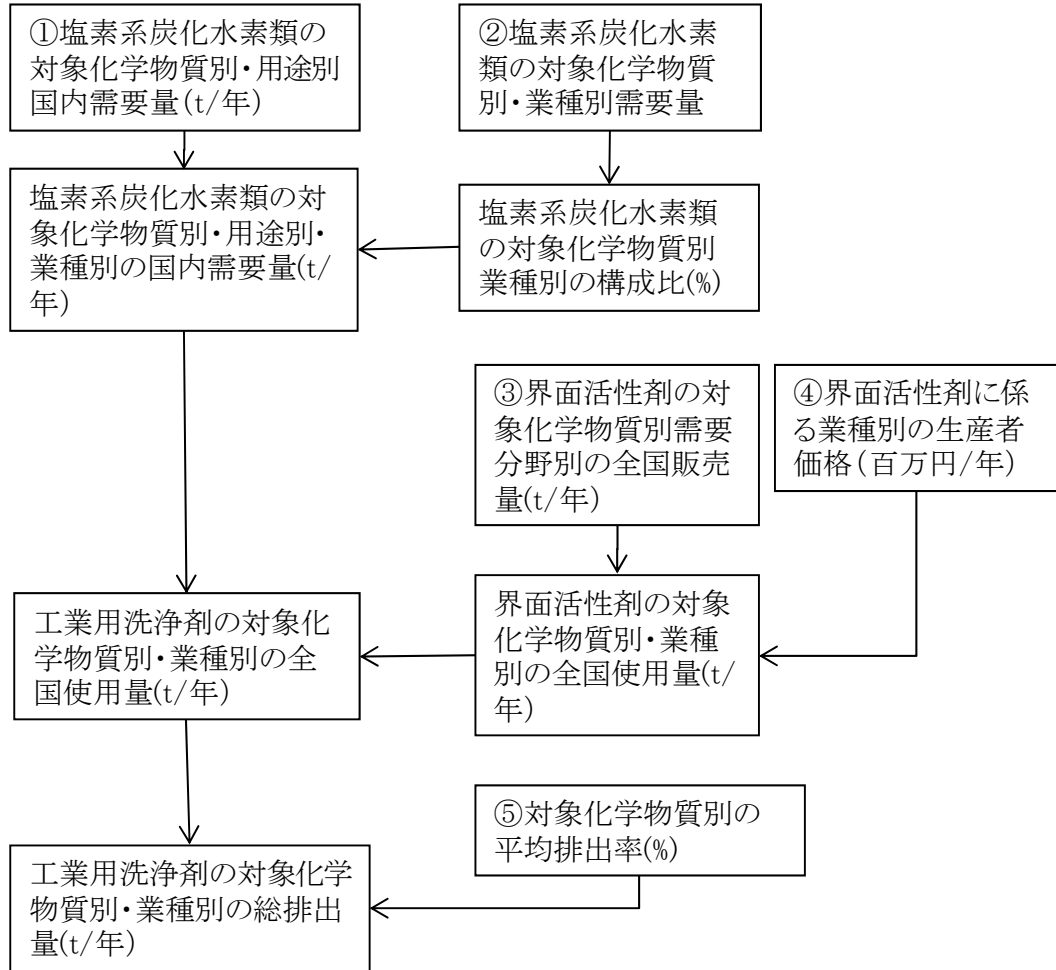 ①塩素系炭化水素類の
対象化学物質別・用途別
国内需要量(t/年)
②塩素系炭化水素
類の対象化学物質
別・業種別需要量
塩素系炭化水素類の対
象化学物質別・用途別・
業種別の国内需要量(t/
年)
塩素系炭化水素類
の対象化学物質別
業種別の構成比(%)
③界面活性剤の対
象化学物質別需要
分野別の全国販売
量(t/年)
④界面活性剤に係
る業種別の生産者
価格(百万円/年)
工業用洗浄剤の対象化
学物質別・業種別の全
国使用量(t/年)
界面活性剤の対象
化学物質別・業種
別の全国使用量(t/
年)
⑤対象化学物質別の
平均排出率(%)
工業用洗浄剤の対象化学
物質別・業種別の総排出
量(t/年)